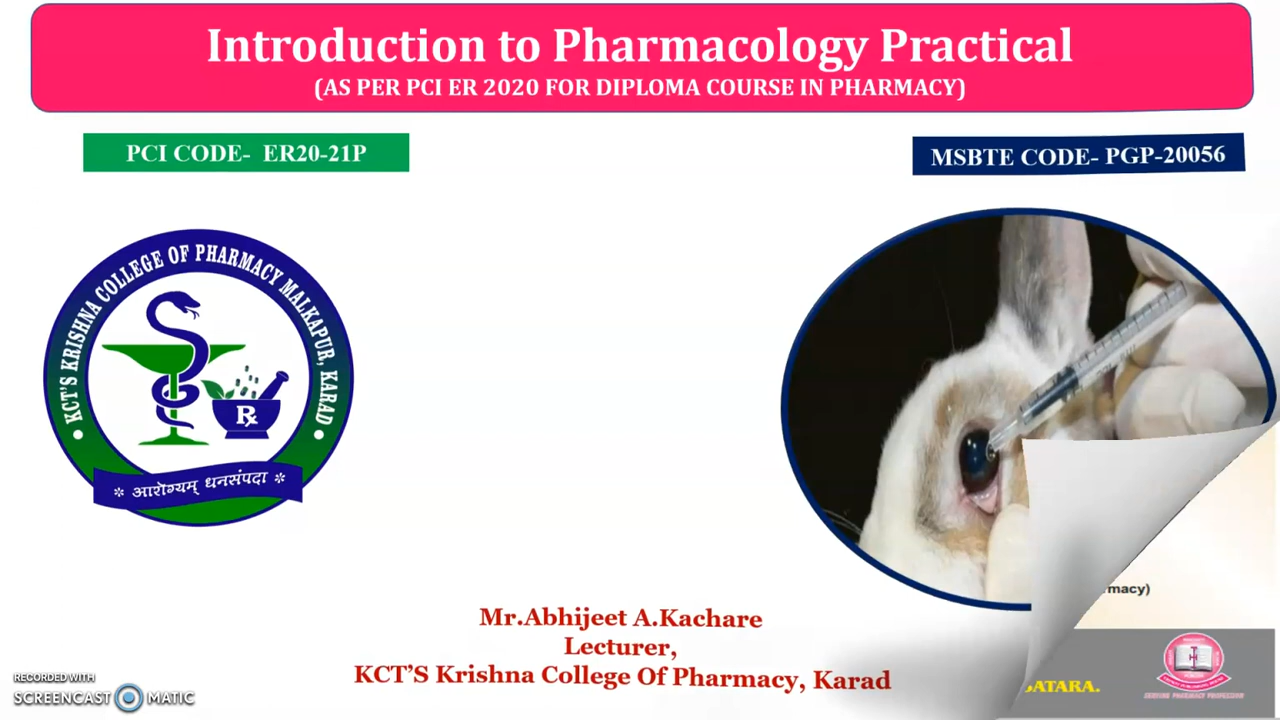 Introduction to Pharmacology Practical
(AS PER PCI ER 2020 FOR DIPLOMA COURSE IN PHARMACY)
PCI CODE- ER20-21P
MSBTE CODE- PGP-20056
KCT'S KRISHNA COLLEGE OF PHARMACY MALKAPUR, KARAD
Rx
* आरोग्यम् धनसंपदा *
Mr.Abhijeet A.Kachare
Lecturer,
KCT'S Krishna College Of Pharmacy, Karad
rmacy)
SATARA.
RECORDED WITH
SCREENCAST MATIC